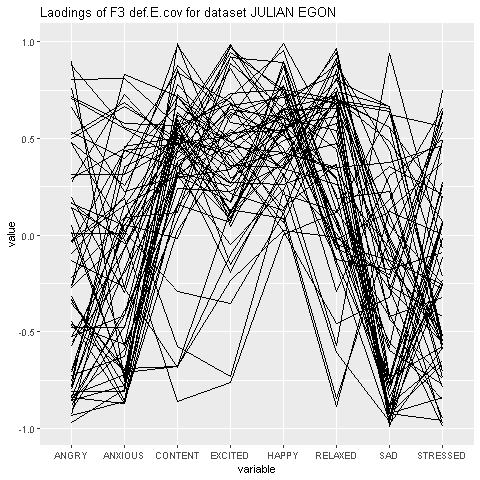 Laodings of F3 def.E.cov for dataset JULIAN EGON
1.0
0.5
0.0
-0.5
-1.0
value
ANGRY ANXIOUS CONTENT EXCITED HAPPY RELAXED SAD STRESSED
variable